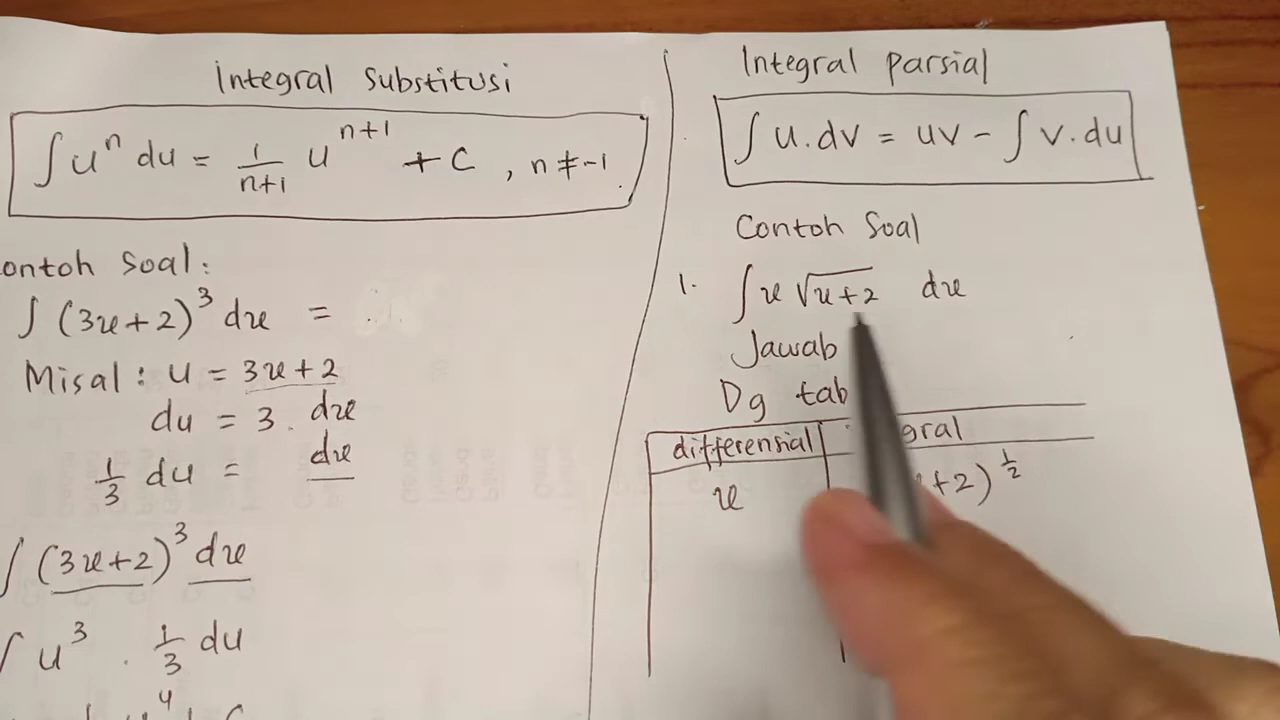 Integral Substitusi
∫ u^n du = 1/(n+1) u^(n+1) + C , n ≠ -1
ontoh Soal :
∫ (3x+2)^3 dx =
Misal : u = 3x+2
du = 3 . dx
1/3 du = dx
∫ (3x+2)^3 dx
∫ u^3 . 1/3 du
Integral Parsial
∫ u.dv = uv - ∫ v.du
Contoh Soal
1. ∫ x √(x+2) dx
Jawab
Dg tab
differensial gral
x +2)^(1/2)